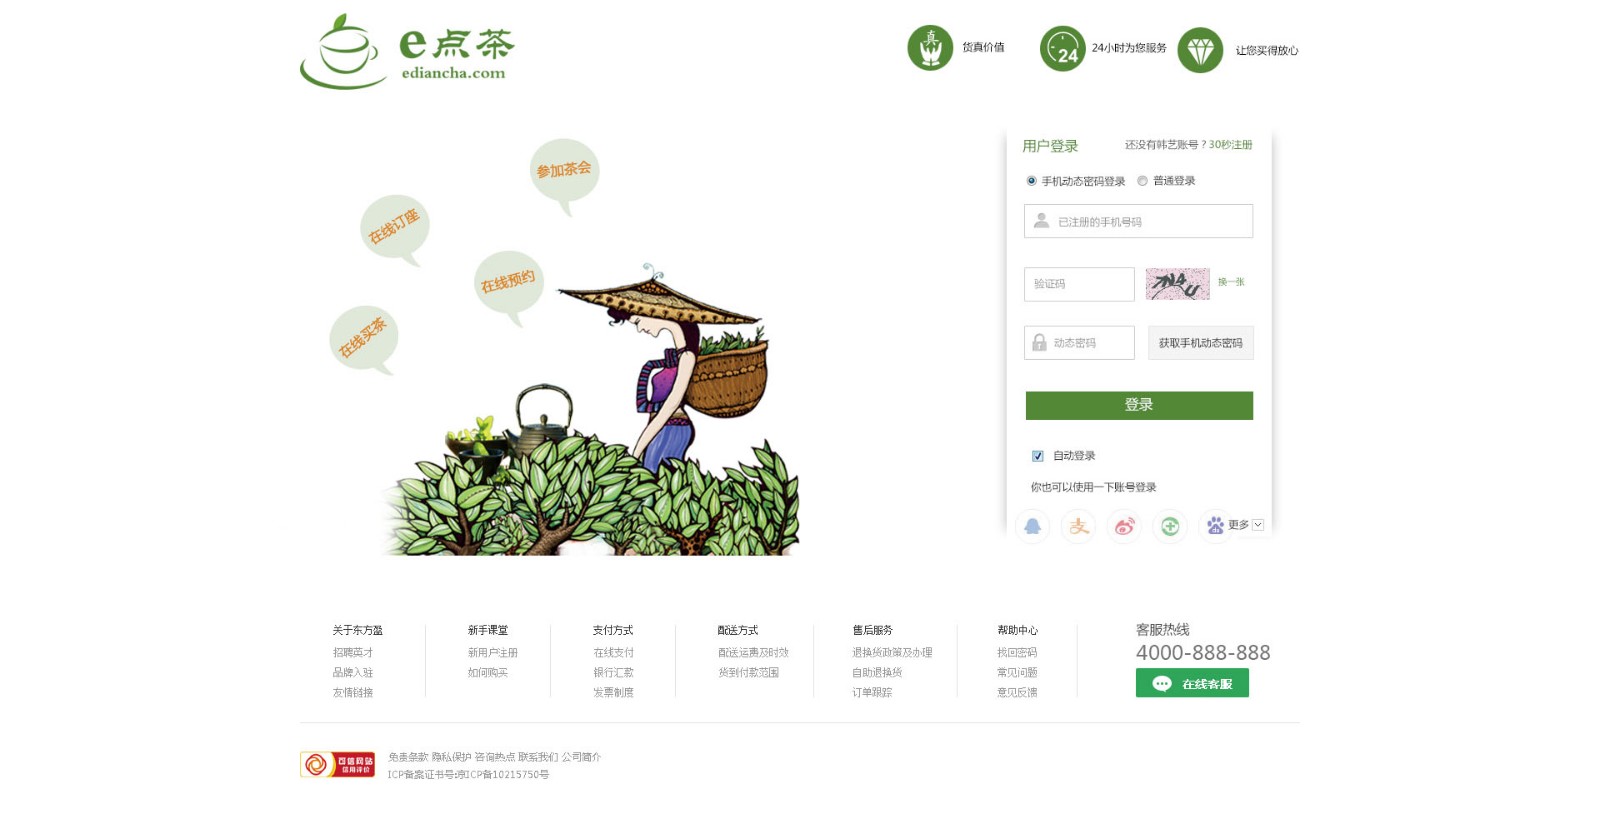 e点茶
ediancha.com
真
货真价值
24
24小时为您服务
让您买得放心
参加茶会
在线订座
在线预约
在线买茶
用户登录
还没有韩艺账号？30秒注册
手机动态密码登录 普通登录
已注册的手机号码
验证码
换一张
动态密码
获取手机动态密码
登录
自动登录
你也可以使用一下账号登录
更多
关于东方盈
招聘英才
品牌入驻
友情链接
新手课堂
新用户注册
如何购买
支付方式
在线支付
银行汇款
发票制度
配送方式
配送运费及时效
货到付款范围
售后服务
退换货政策及办理
自助退换货
订单跟踪
帮助中心
找回密码
常见问题
意见反馈
客服热线
4000-888-888
在线客服
可信网站
信用评价
免责条款 隐私保护 咨询热点 联系我们 公司简介
ICP备案证书号:京ICP备10215750号